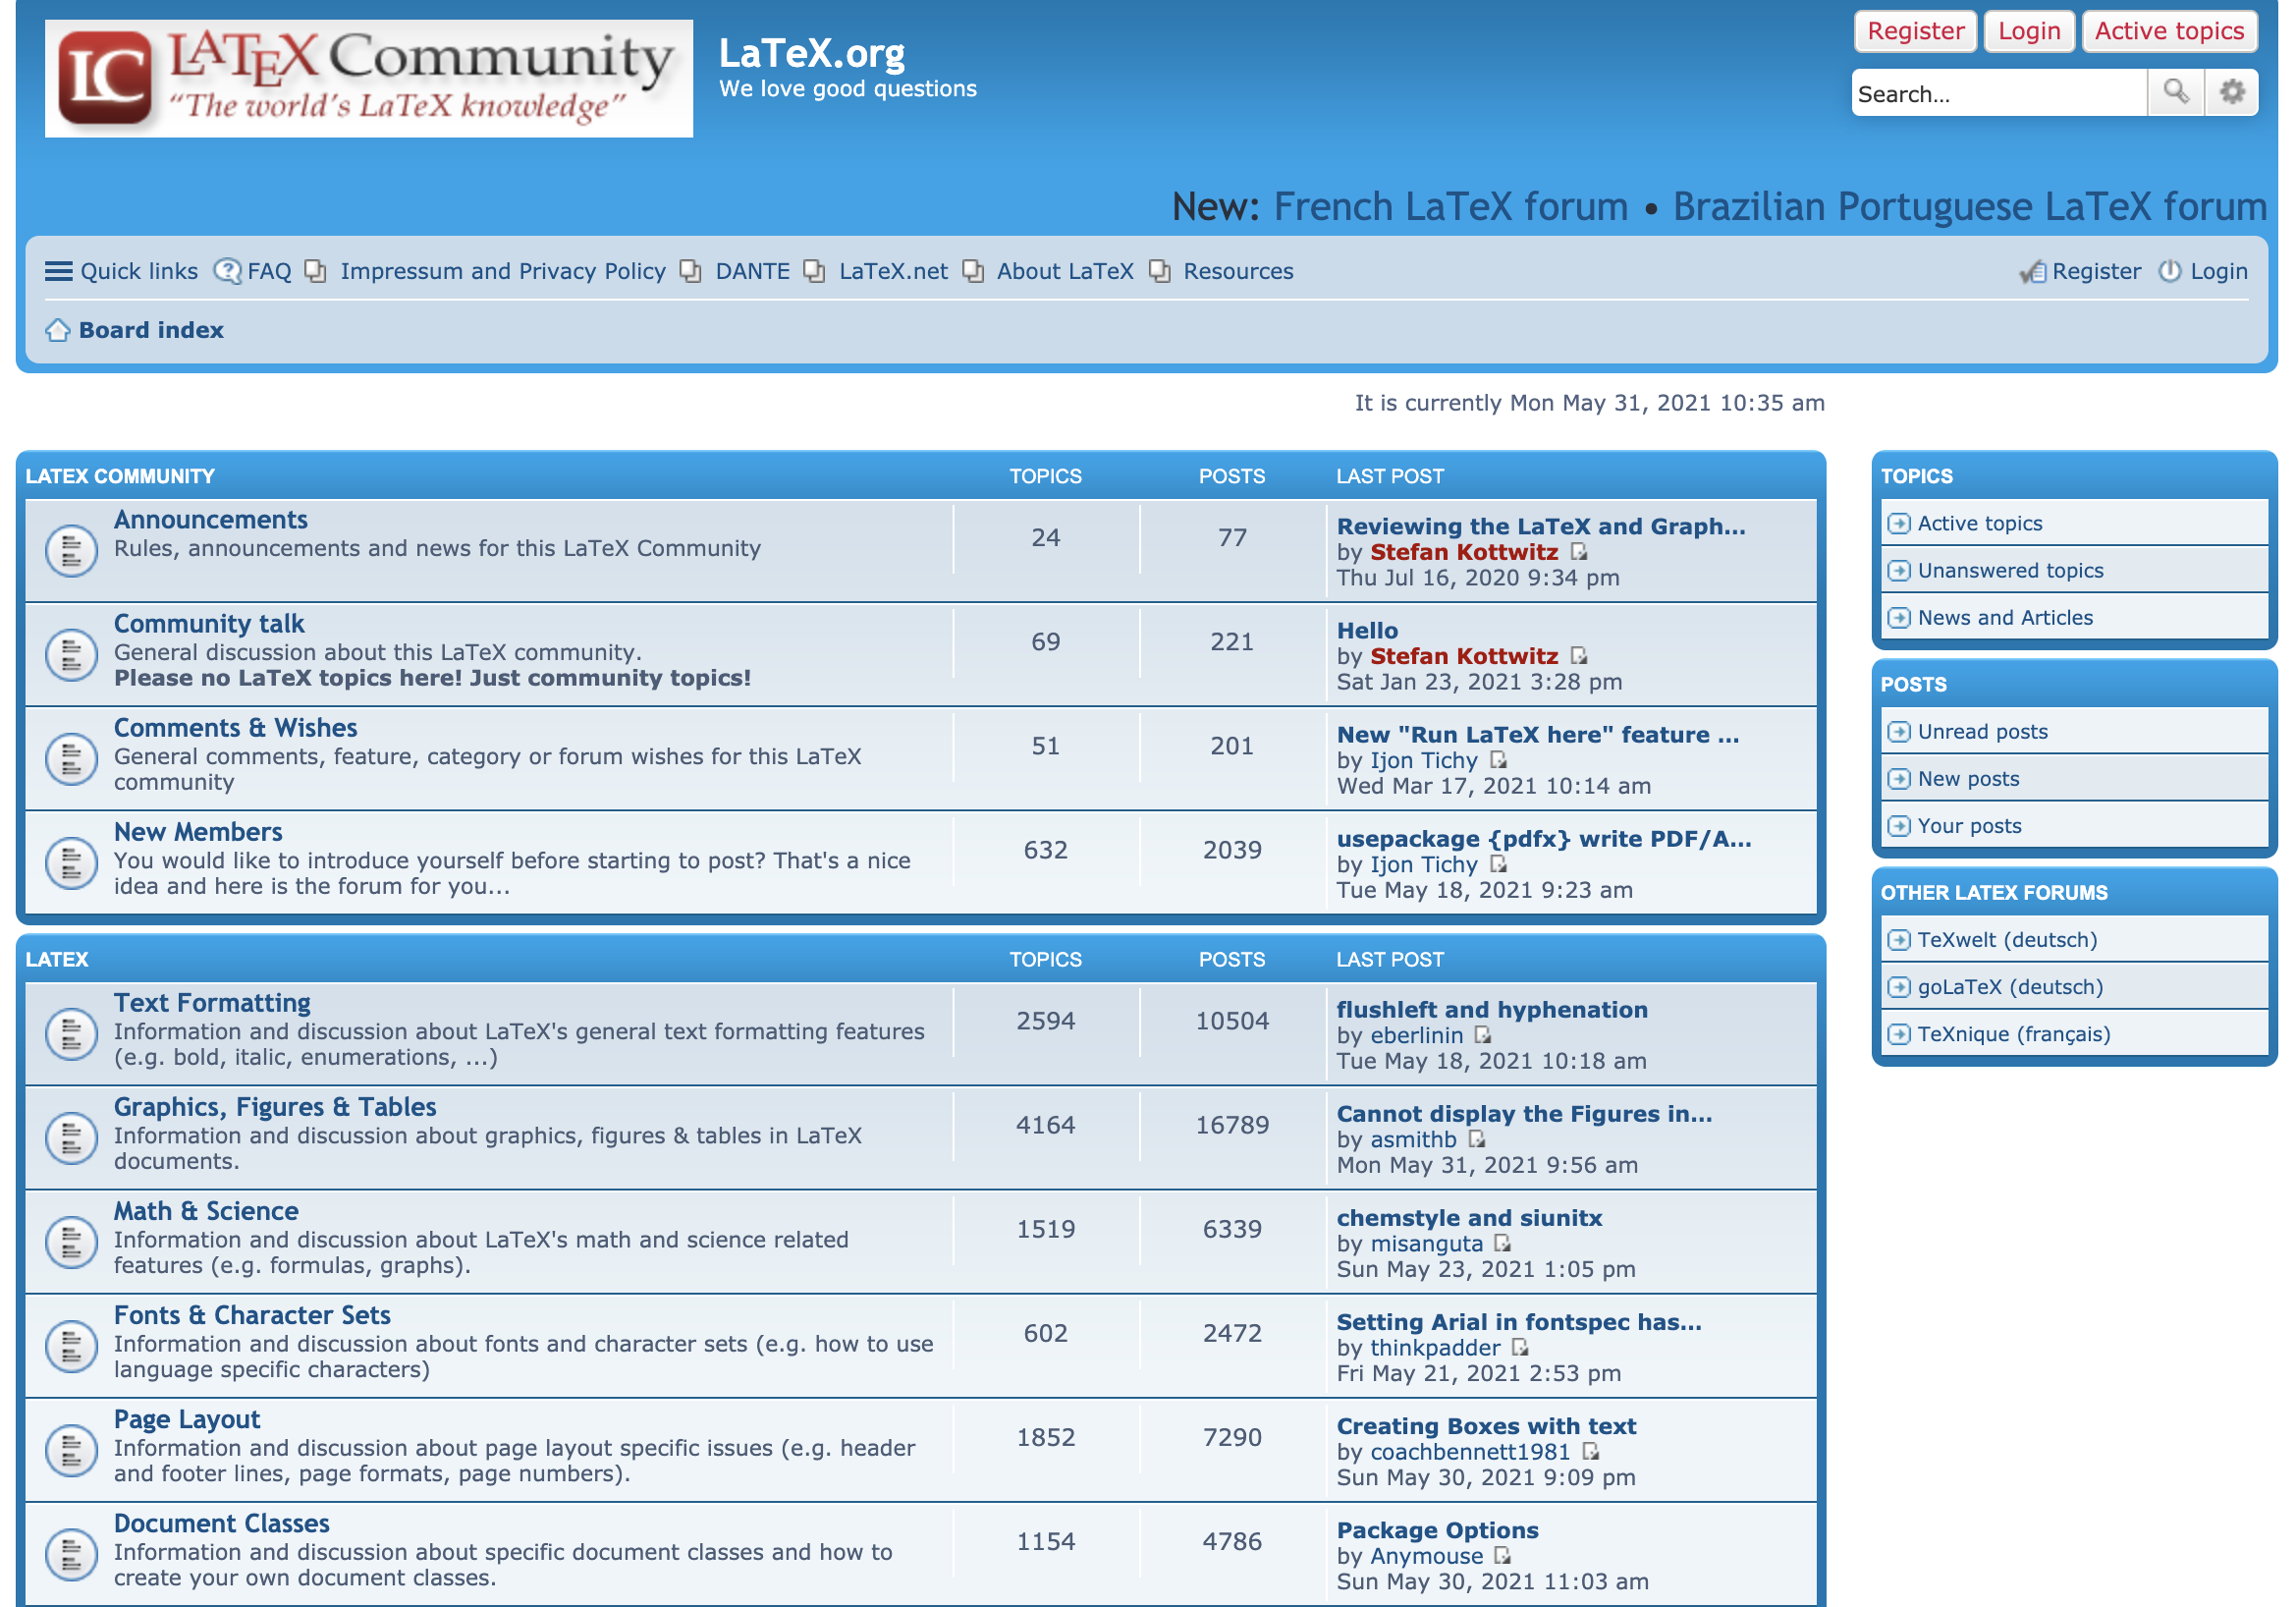 LC LATEX Community
"The world's LaTeX knowledge"
LaTeX.org
We love good questions
Register Login Active topics
Search…
New: French LaTeX forum • Brazilian Portuguese LaTeX forum
Quick links FAQ Impressum and Privacy Policy DANTE LaTeX.net About LaTeX Resources Register Login
Board index
It is currently Mon May 31, 2021 10:35 am
LATEX COMMUNITY TOPICS POSTS LAST POST
Announcements
Rules, announcements and news for this LaTeX Community
24 77
Reviewing the LaTeX and Graph…
by Stefan Kottwitz
Thu Jul 16, 2020 9:34 pm
Community talk
General discussion about this LaTeX community.
Please no LaTeX topics here! Just community topics!
69 221
Hello
by Stefan Kottwitz
Sat Jan 23, 2021 3:28 pm
Comments & Wishes
General comments, feature, category or forum wishes for this LaTeX
community
51 201
New "Run LaTeX here" feature …
by Ijon Tichy
Wed Mar 17, 2021 10:14 am
New Members
You would like to introduce yourself before starting to post? That's a nice
idea and here is the forum for you…
632 2039
usepackage {pdfx} write PDF/A…
by Ijon Tichy
Tue May 18, 2021 9:23 am
LATEX TOPICS POSTS LAST POST
Text Formatting
Information and discussion about LaTeX's general text formatting features
(e.g. bold, italic, enumerations, ...)
2594 10504
flushleft and hyphenation
by eberlinin
Tue May 18, 2021 10:18 am
Graphics, Figures & Tables
Information and discussion about graphics, figures & tables in LaTeX
documents.
4164 16789
Cannot display the Figures in…
by asmithb
Mon May 31, 2021 9:56 am
Math & Science
Information and discussion about LaTeX's math and science related
features (e.g. formulas, graphs).
1519 6339
chemstyle and siunitx
by misanguta
Sun May 23, 2021 1:05 pm
Fonts & Character Sets
Information and discussion about fonts and character sets (e.g. how to use
language specific characters)
602 2472
Setting Arial in fontspec has…
by thinkpadder
Fri May 21, 2021 2:53 pm
Page Layout
Information and discussion about page layout specific issues (e.g. header
and footer lines, page formats, page numbers).
1852 7290
Creating Boxes with text
by coachbennett1981
Sun May 30, 2021 9:09 pm
Document Classes
Information and discussion about specific document classes and how to
create your own document classes.
1154 4786
Package Options
by Anymouse
Sun May 30, 2021 11:03 am
TOPICS
Active topics
Unanswered topics
News and Articles
POSTS
Unread posts
New posts
Your posts
OTHER LATEX FORUMS
TeXwelt (deutsch)
goLaTeX (deutsch)
TeXnique (français)